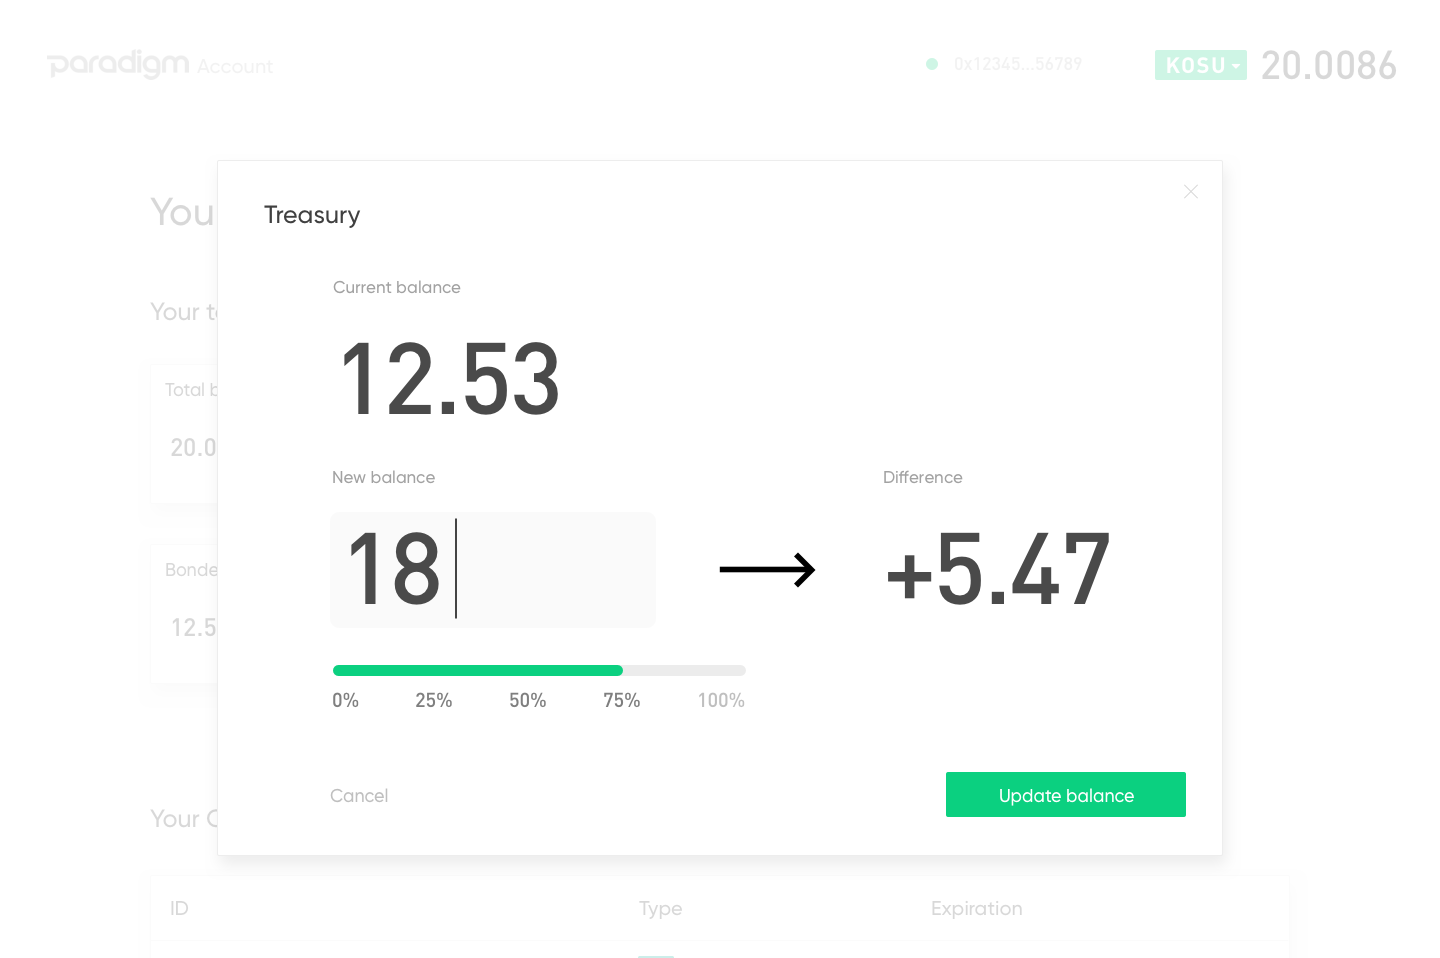 paradigm Account
0x12345...56789
KOSU 20.0086
You
Your t
Total b
20.0
Bonde
12.5
Your C
ID Type Expiration
Treasury
Current balance
12.53
New balance Difference
18 +5.47
0% 25% 50% 75% 100%
Cancel Update balance